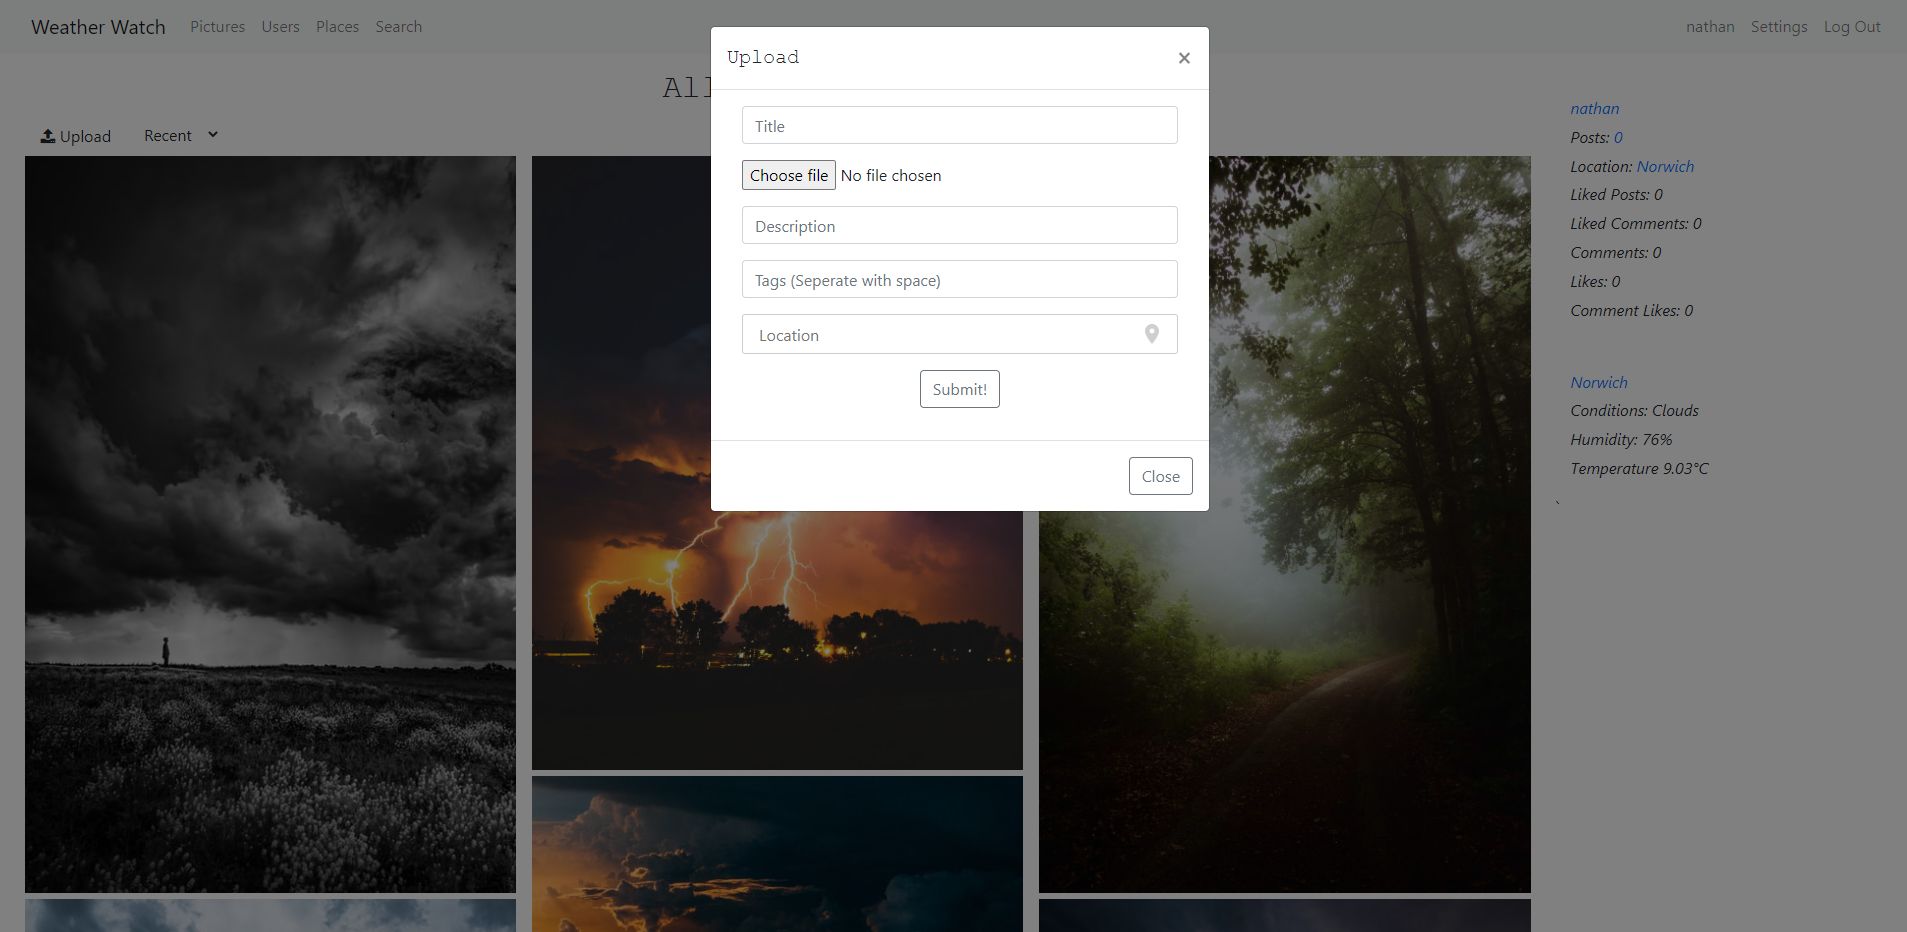 Weather Watch Pictures Users Places Search nathan Settings Log Out
Upload ×
Title
Choose file No file chosen
Description
Tags (Seperate with space)
Location
Submit!
Close
Upload Recent
nathan
Posts: 0
Location: Norwich
Liked Posts: 0
Liked Comments: 0
Comments: 0
Likes: 0
Comment Likes: 0
Norwich
Conditions: Clouds
Humidity: 76%
Temperature 9.03°C
`